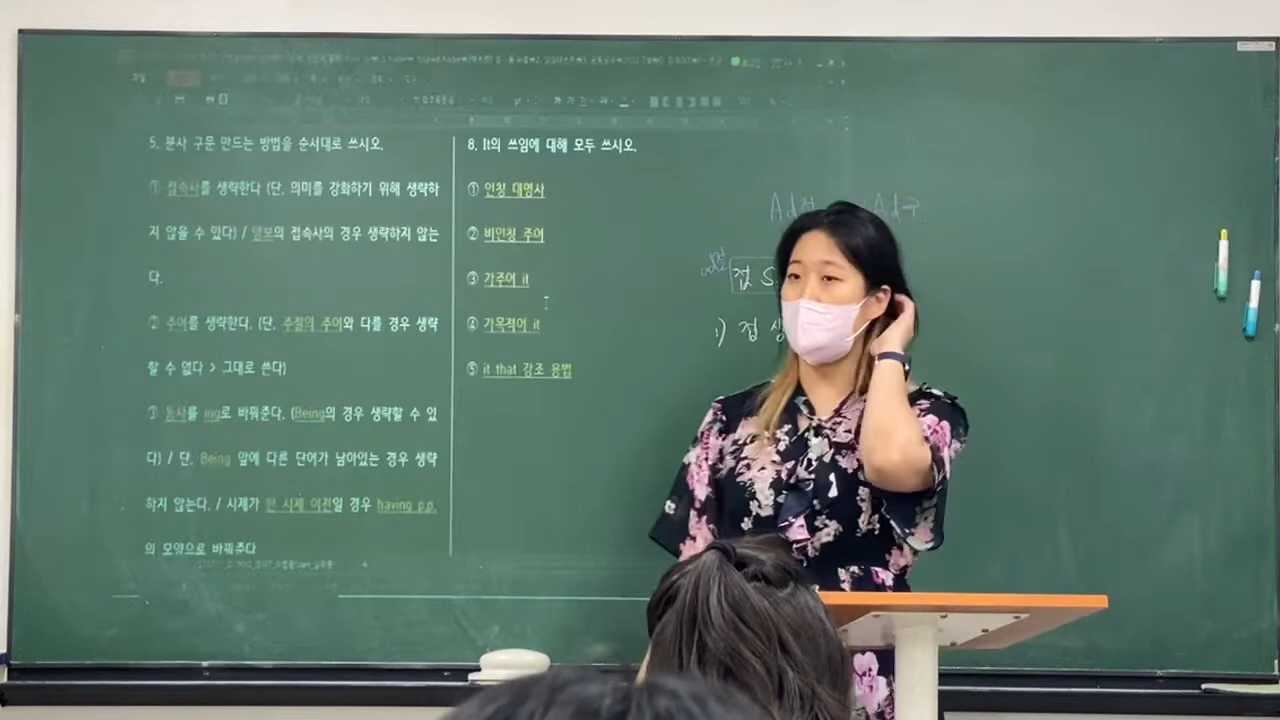 5. 분사 구문 만드는 방법을 순서대로 쓰시오.
① 접속사를 생략한다 (단, 의미를 강화하기 위해 생략하
지 않을 수 있다) / 양보의 접속사의 경우 생략하지 않는
다.
② 주어를 생략한다. (단, 주절의 주어와 다를 경우 생략
할 수 없다 > 그대로 쓴다)
③ 동사를 ing로 바꿔준다. (Being의 경우 생략할 수 있
다) / 단, Being 앞에 다른 단어가 남아있는 경우 생략
하지 않는다. / 시제가 한 시제 이전일 경우 having p.p.
의 모양으로 바꿔준다
8. It의 쓰임에 대해 모두 쓰시오.
① 인칭 대명사
② 비인칭 주어
③ 가주어 it
④ 가목적어 it
⑤ it that 강조 용법
Ad절 Ad구
접 S
i) 접 생